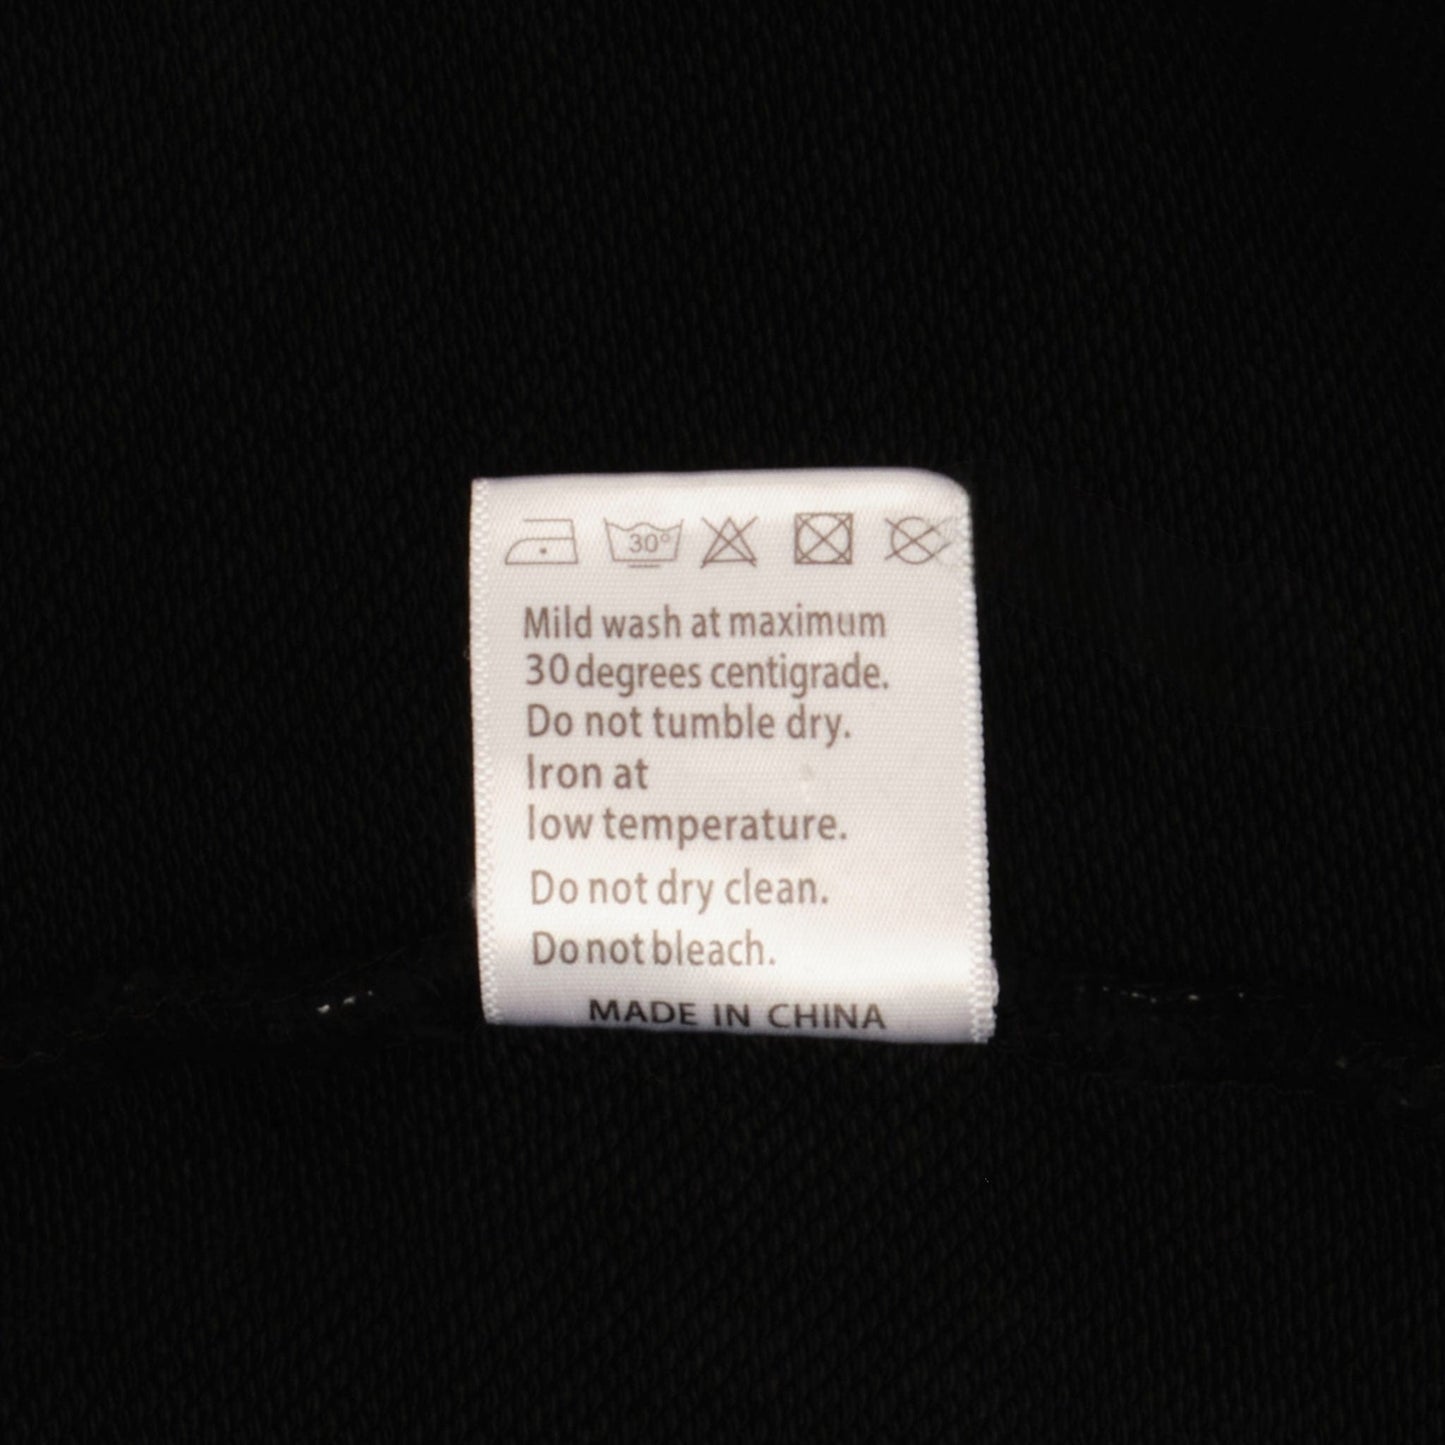 30°
Mild wash at maximum
30 degrees centigrade.
Do not tumble dry.
Iron at
low temperature.
Do not dry clean.
Do not bleach.
MADE IN CHINA